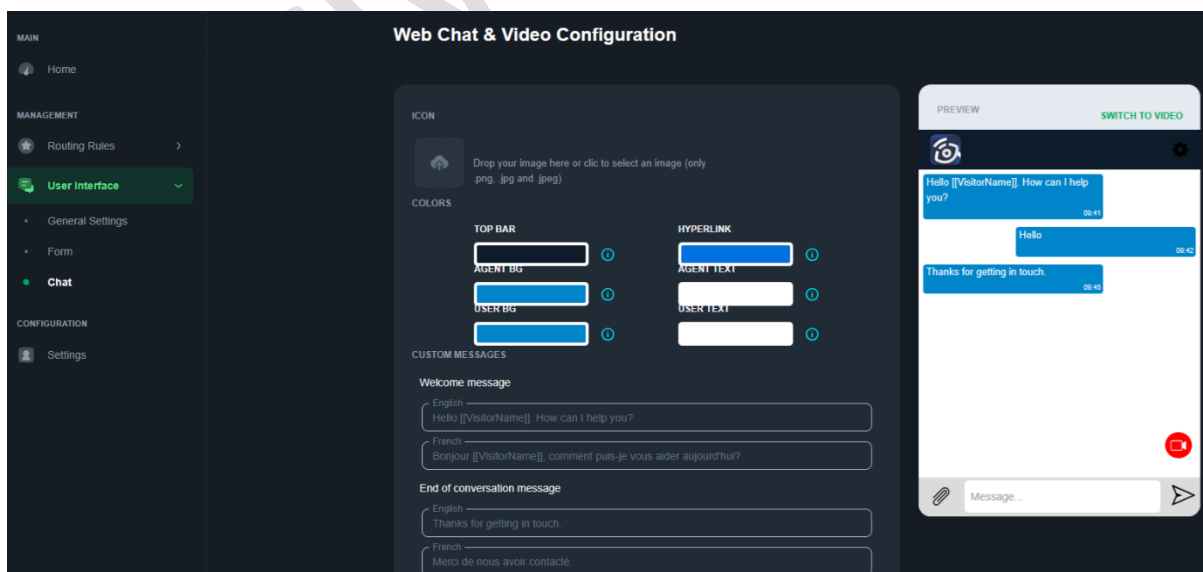 Web Chat & Video Configuration
MAIN
Home
MANAGEMENT
Routing Rules
User Interface
General Settings
Form
Chat
CONFIGURATION
Settings
ICON
Drop your image here or clic to select an image (only
.png, .jpg and .jpeg)
COLORS
TOP BAR
HYPERLINK
AGENT BG
AGENT TEXT
USER BG
USER TEXT
CUSTOM MESSAGES
Welcome message
English
Hello [[VisitorName]]. How can I help you?
French
Bonjour [[VisitorName]], comment puis-je vous aider aujourd'hui?
End of conversation message
English
Thanks for getting in touch.
French
Merci de nous avoir contacté.
PREVIEW
SWITCH TO VIDEO
Hello [[VisitorName]]. How can I help
you?
09:41
Hello
09:42
Thanks for getting in touch.
09:45
Message...